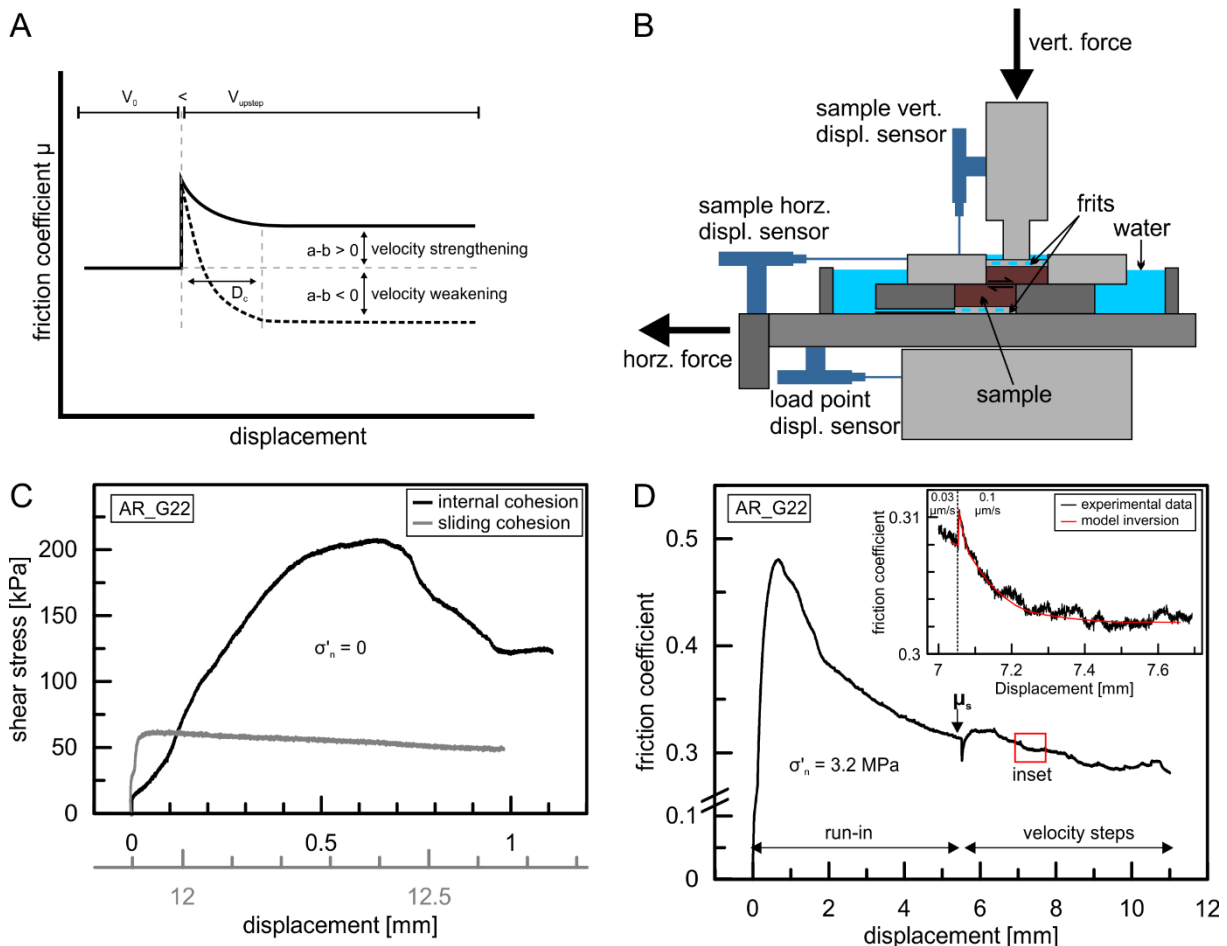 A
V₀
<
Vupstep
friction coefficient μ
a-b > 0
velocity strengthening
Dc
a-b < 0
velocity weakening
displacement
B
vert. force
sample vert.
displ. sensor
sample horz.
displ. sensor
frits
water
horz. force
load point
displ. sensor
sample
C
AR_G22
internal cohesion
sliding cohesion
shear stress [kPa]
200
150
100
50
0
σ'n = 0
0
0.5
1
12
12.5
displacement [mm]
D
AR_G22
0.03
μm/s
0.1
μm/s
experimental data
model inversion
friction coefficient
0.31
0.3
7
7.2
7.4
7.6
Displacement [mm]
friction coefficient
0.5
0.4
0.3
0.1
0
μs
σ'n = 3.2 MPa
inset
run-in
velocity steps
0
2
4
6
8
10
12
displacement [mm]